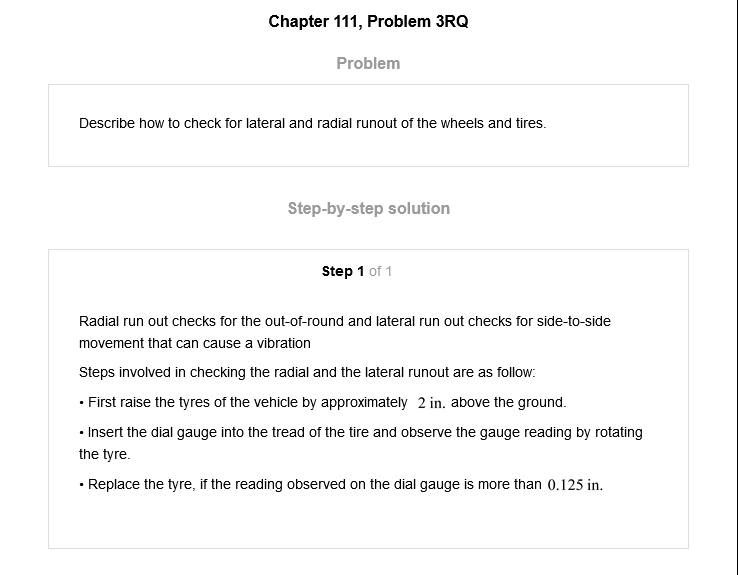 Chapter 111, Problem 3RQ
Problem
Describe how to check for lateral and radial runout of the wheels and tires.
Step-by-step solution
Step 1 of 1
Radial run out checks for the out-of-round and lateral run out checks for side-to-side
movement that can cause a vibration
Steps involved in checking the radial and the lateral runout are as follow:
• First raise the tyres of the vehicle by approximately 2 in. above the ground.
• Insert the dial gauge into the tread of the tire and observe the gauge reading by rotating
the tyre.
• Replace the tyre, if the reading observed on the dial gauge is more than 0.125 in.